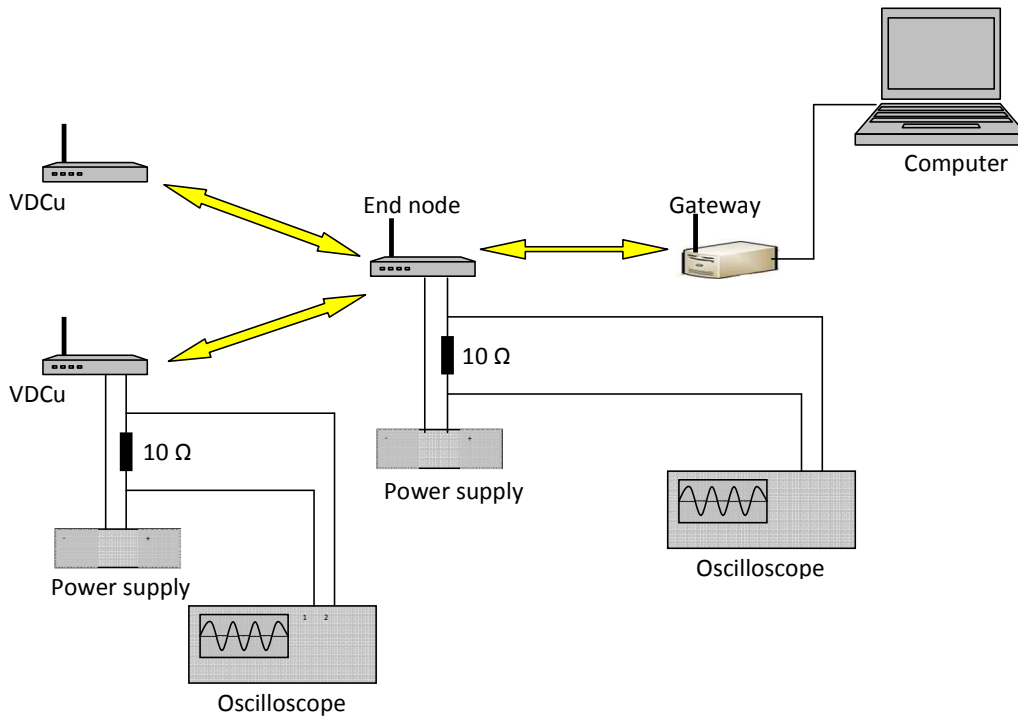 Computer
VDCu
End node
Gateway
VDCu
10 Ω
10 Ω
- +
Power supply
- +
Power supply
Oscilloscope
1 2
Oscilloscope